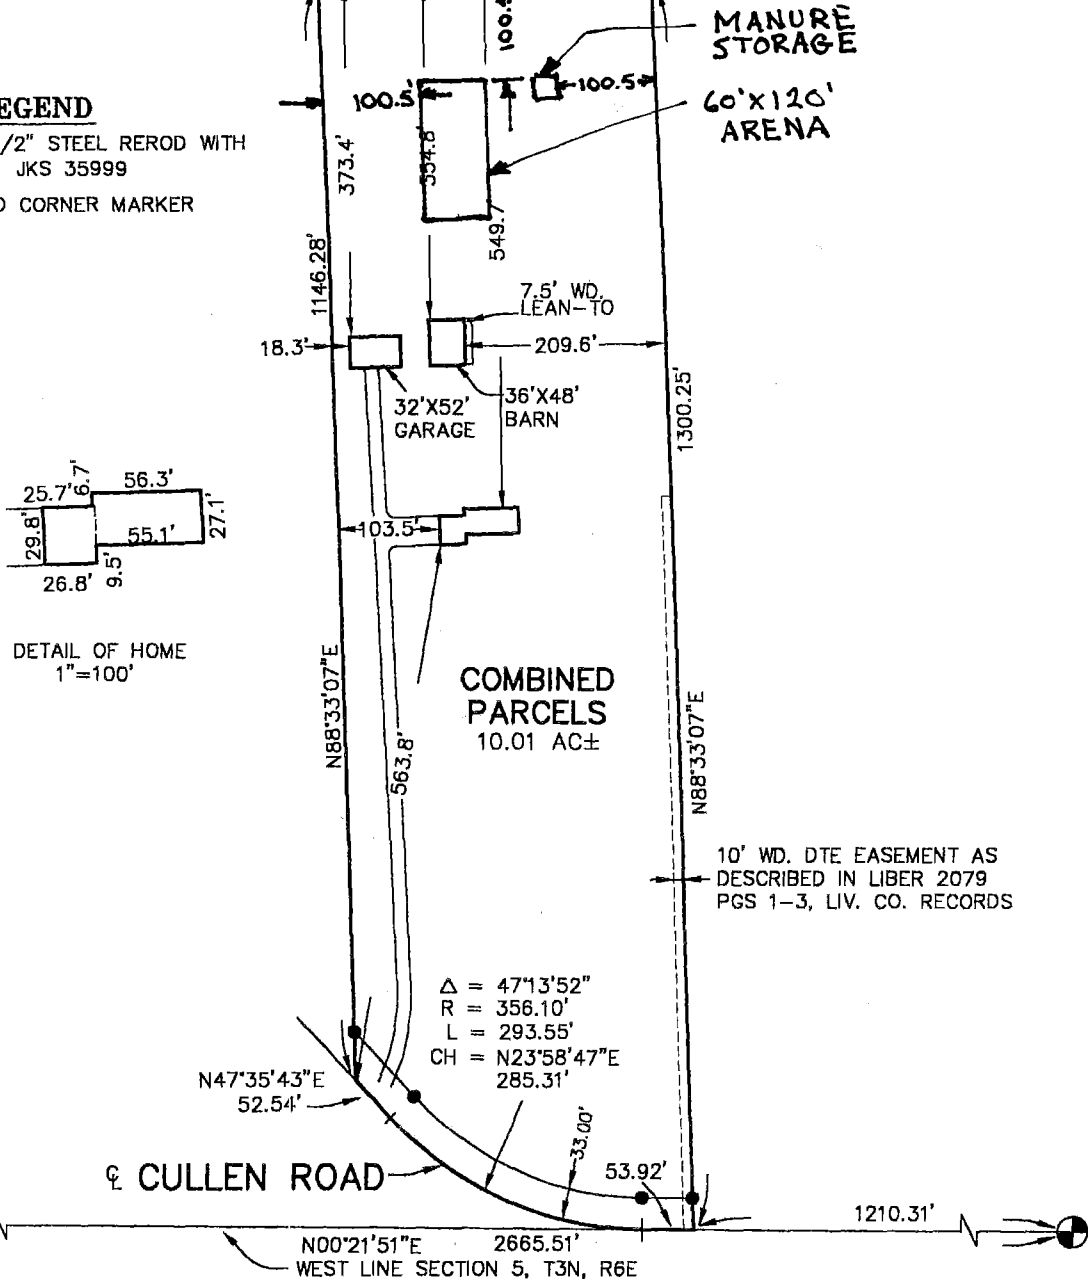 MANURE
STORAGE
100.5'
100.5
60'X120'
ARENA
EGEND
/2" STEEL REROD WITH
JKS 35999
CORNER MARKER
373.4'
554.8'
549.7'
1146.28'
7.5' WD.
LEAN-TO
18.3'
209.6'
32'X52'
GARAGE
36'X48'
BARN
1300.25'
25.7'
6.7'
56.3'
29.8'
55.1'
27.1'
26.8'
9.5'
103.5'
DETAIL OF HOME
1"=100'
COMBINED
PARCELS
10.01 AC±
N88°33'07"E
563.8'
N88°33'07"E
10' WD. DTE EASEMENT AS
DESCRIBED IN LIBER 2079
PGS 1-3, LIV. CO. RECORDS
Δ = 47°13'52"
R = 356.10'
L = 293.55'
CH = N23°58'47"E
285.31'
N47°35'43"E
52.54'
33.00'
53.92'
℄ CULLEN ROAD
1210.31'
N00°21'51"E 2665.51'
WEST LINE SECTION 5, T3N, R6E